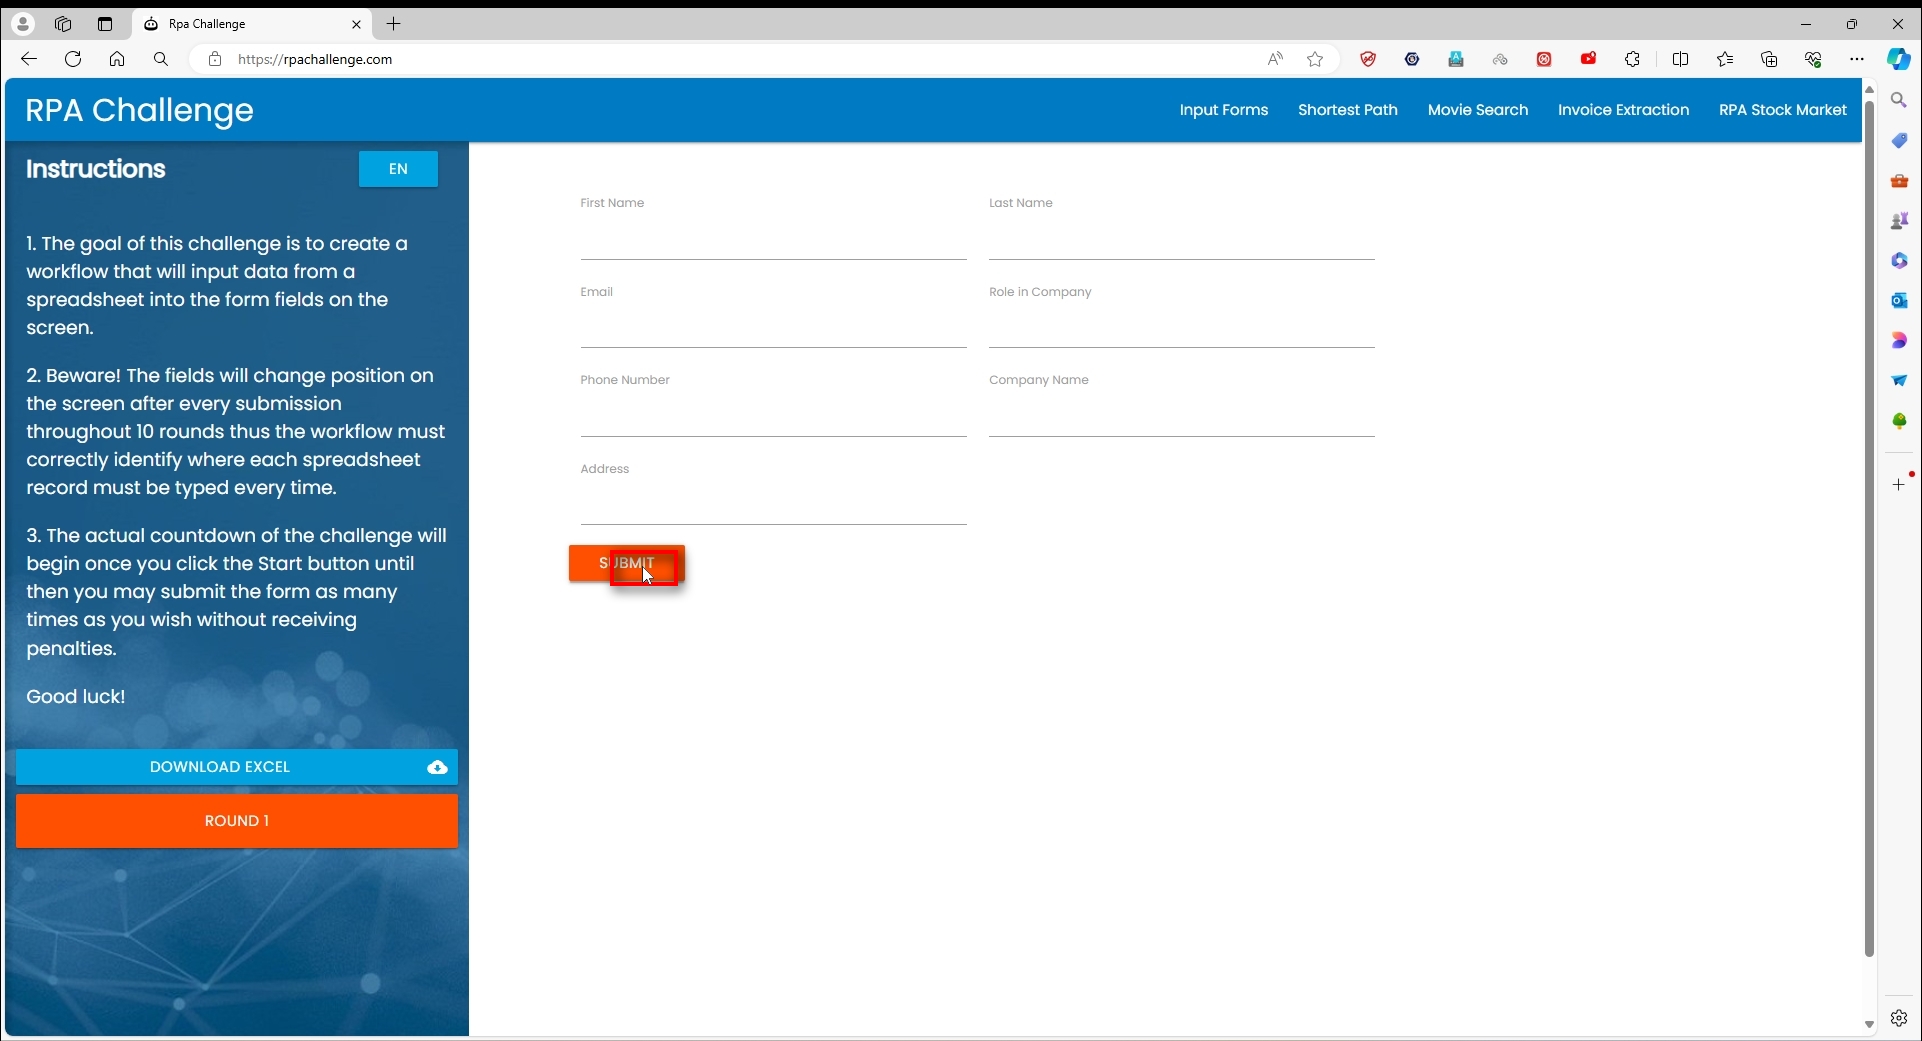 Rpa Challenge
https://rpachallenge.com
RPA Challenge
Input Forms
Shortest Path
Movie Search
Invoice Extraction
RPA Stock Market
Instructions
EN
1. The goal of this challenge is to create a
workflow that will input data from a
spreadsheet into the form fields on the
screen.
2. Beware! The fields will change position on
the screen after every submission
throughout 10 rounds thus the workflow must
correctly identify where each spreadsheet
record must be typed every time.
3. The actual countdown of the challenge will
begin once you click the Start button until
then you may submit the form as many
times as you wish without receiving
penalties.
Good luck!
DOWNLOAD EXCEL
ROUND 1
First Name
Last Name
Email
Role in Company
Phone Number
Company Name
Address
SUBMIT